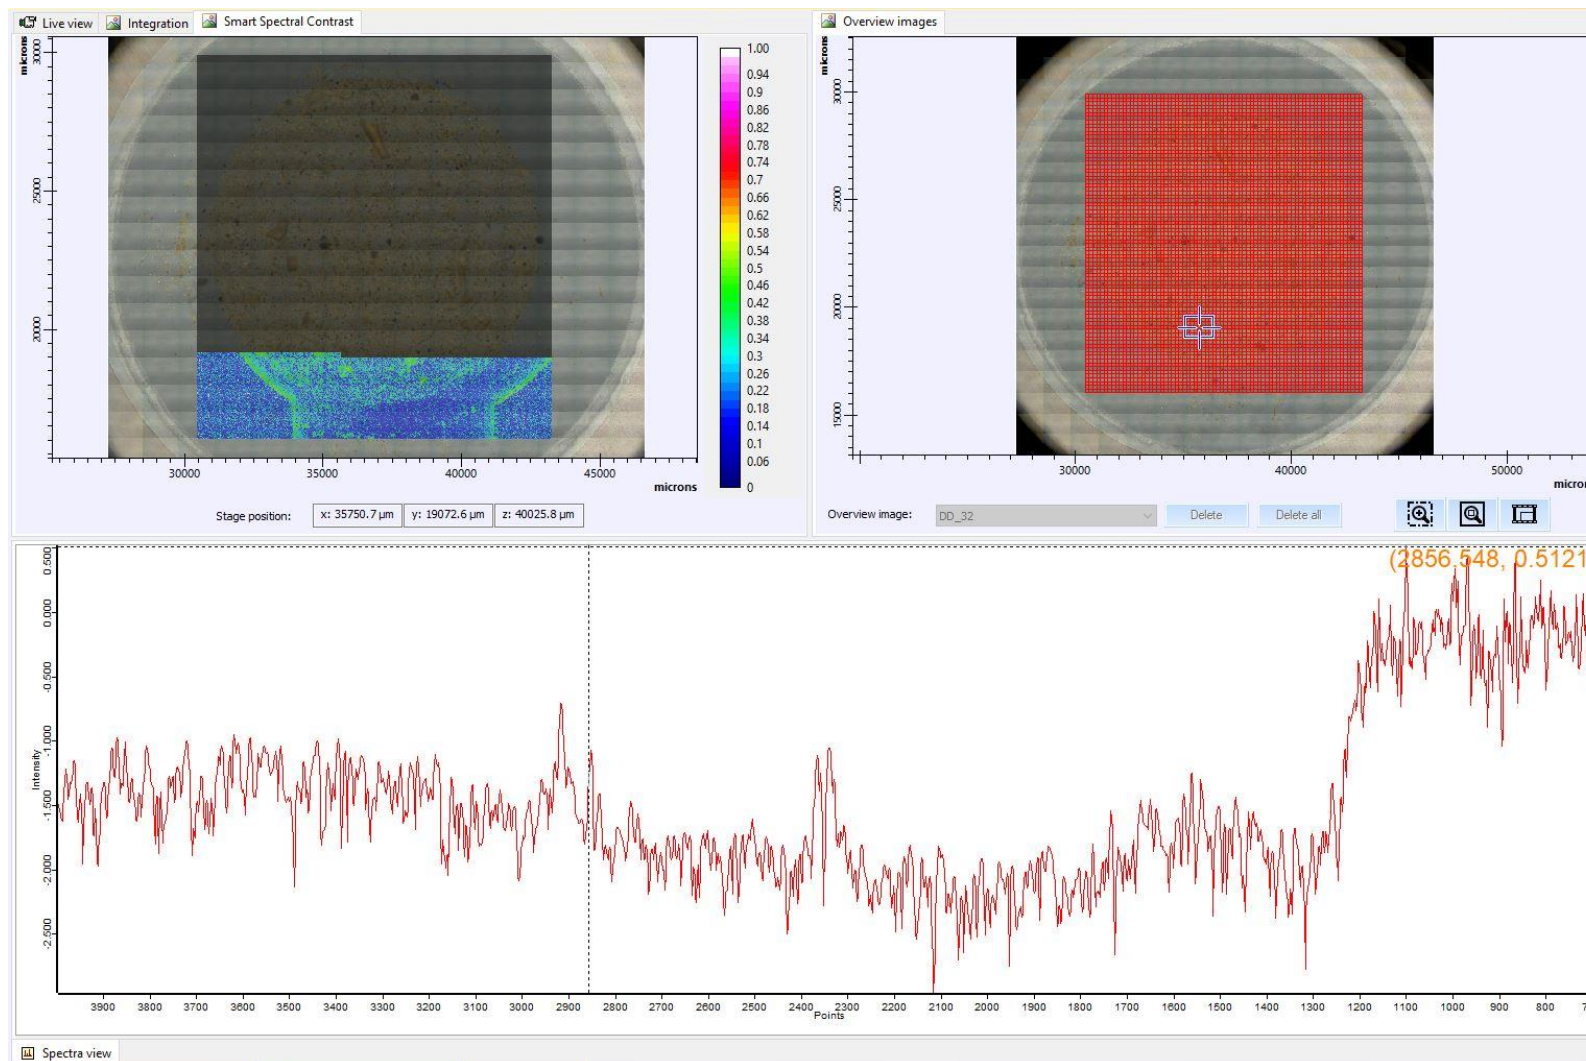 Live view Integration Smart Spectral Contrast
microns
30000
25000
20000
30000 35000 40000 45000
microns
1.00
0.94
0.9
0.86
0.82
0.78
0.74
0.7
0.66
0.62
0.58
0.54
0.5
0.46
0.42
0.38
0.34
0.3
0.26
0.22
0.18
0.14
0.1
0.06
0
Stage position: x: 35750.7 µm y: 19072.6 µm z: 40025.8 µm
Overview images
microns
30000
25000
20000
15000
30000 40000 50000
micron
Overview image: DD_32 Delete Delete all
(2856.548, 0.5121
0.500
0.000
-0.500
-1.000
-1.500
-2.000
-2.500
Intensity
3900 3800 3700 3600 3500 3400 3300 3200 3100 3000 2900 2800 2700 2600 2500 2400 2300 2200 2100 2000 1900 1800 1700 1600 1500 1400 1300 1200 1100 1000 900 800 7
Points
Spectra view